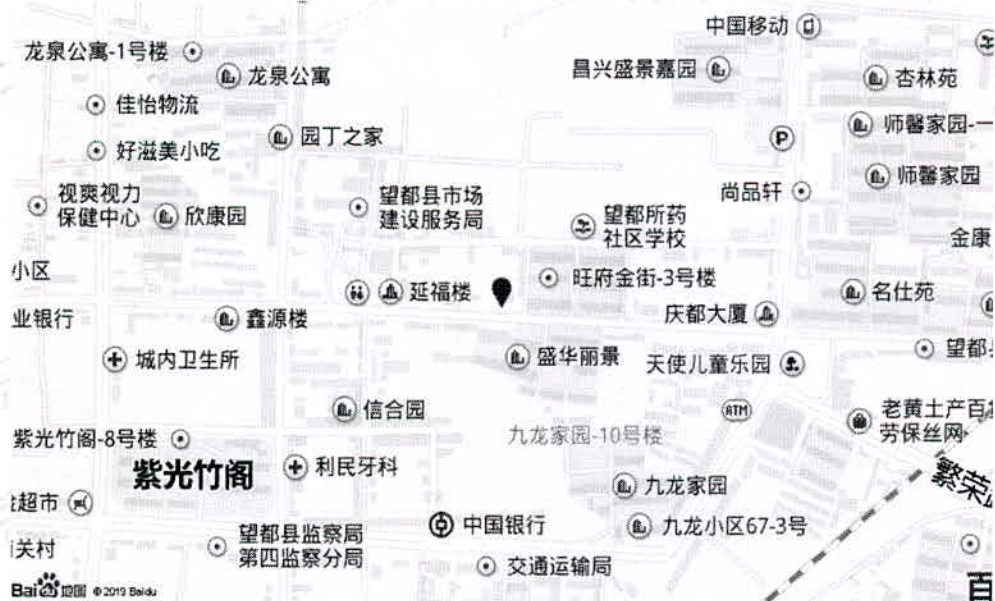 中国移动
龙泉公寓-1号楼
龙泉公寓
昌兴盛景嘉园
杏林苑
佳怡物流
园丁之家
P
师馨家园-一
好滋美小吃
师馨家园
视爽视力
保健中心
欣康园
望都县市场
建设服务局
尚品轩
望都所药
社区学校
金康
小区
延福楼
旺府金街-3号楼
名仕苑
业银行
鑫源楼
庆都大厦
城内卫生所
盛华丽景
天使儿童乐园
望都
信合园
ATM
老黄土产百
劳保丝网
紫光竹阁-8号楼
九龙家园-10号楼
紫光竹阁
利民牙科
九龙家园
繁荣
超市
中国银行
九龙小区67-3号
关村
望都县监察局
第四监察分局
交通运输局
百
Bai地图 © 2019 Baidu